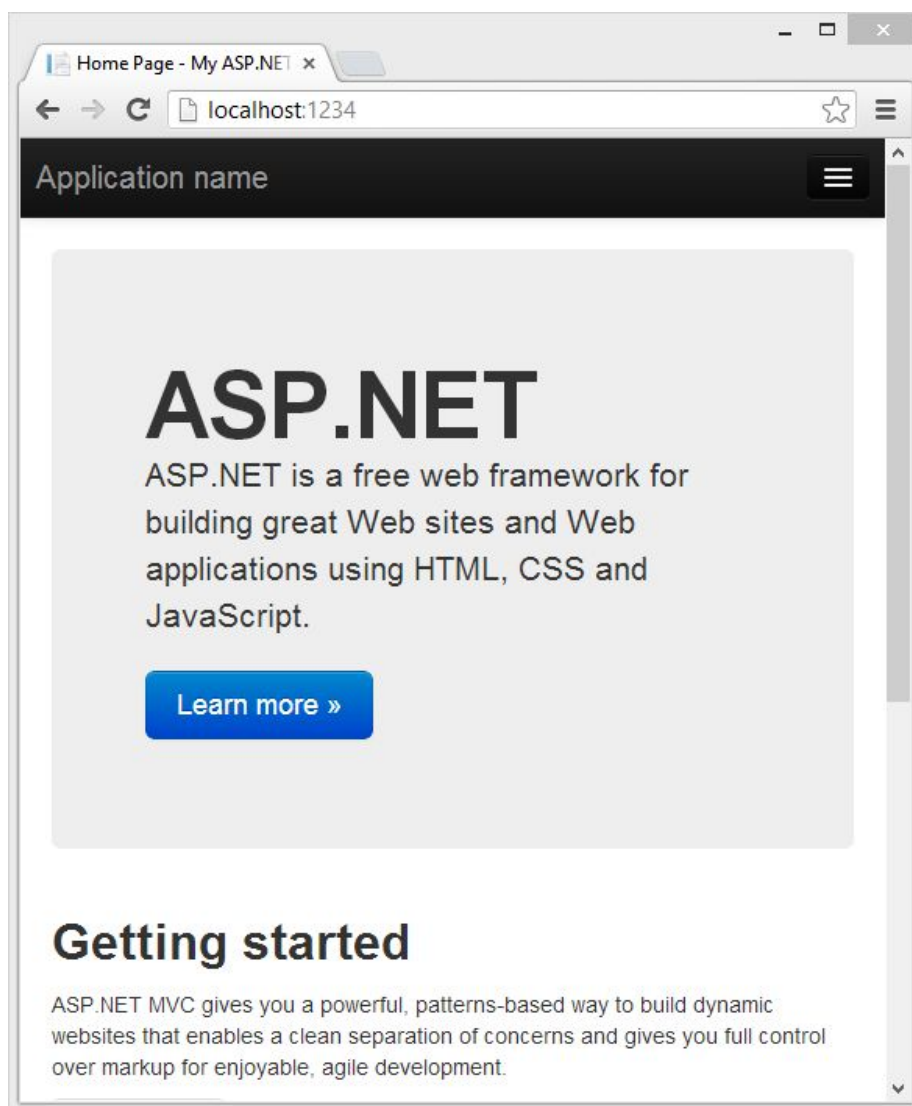 Home Page - My ASP.NET
localhost:1234
Application name
ASP.NET
ASP.NET is a free web framework for
building great Web sites and Web
applications using HTML, CSS and
JavaScript.
Learn more »
Getting started
ASP.NET MVC gives you a powerful, patterns-based way to build dynamic
websites that enables a clean separation of concerns and gives you full control
over markup for enjoyable, agile development.